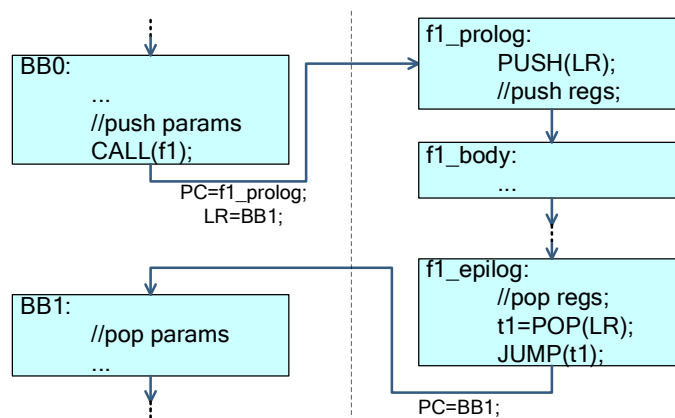 BB0:
...
//push params
CALL(f1);
PC=f1_prolog;
LR=BB1;
f1_prolog:
PUSH(LR);
//push regs;
f1_body:
...
f1_epilog:
//pop regs;
t1=POP(LR);
JUMP(t1);
PC=BB1;
BB1:
//pop params
...